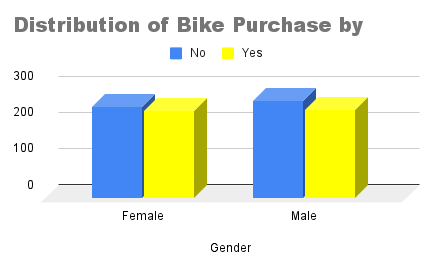 Distribution of Bike Purchase by
No Yes
300
200
100
0
Female Male
Gender